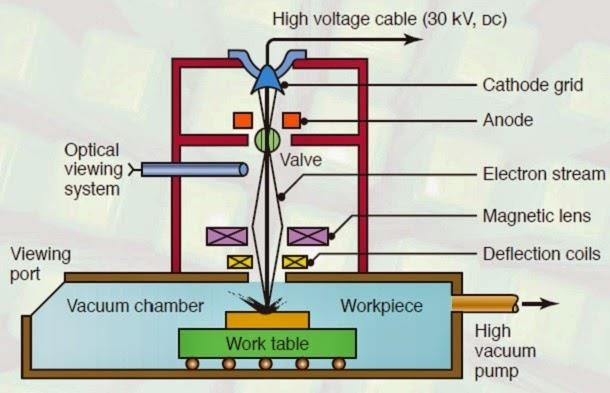 High voltage cable (30 kV, DC)
Cathode grid
Anode
Optical
viewing
system
Valve
Electron stream
Magnetic lens
Deflection coils
Viewing
port
Vacuum chamber
Workpiece
Work table
High
vacuum
pump